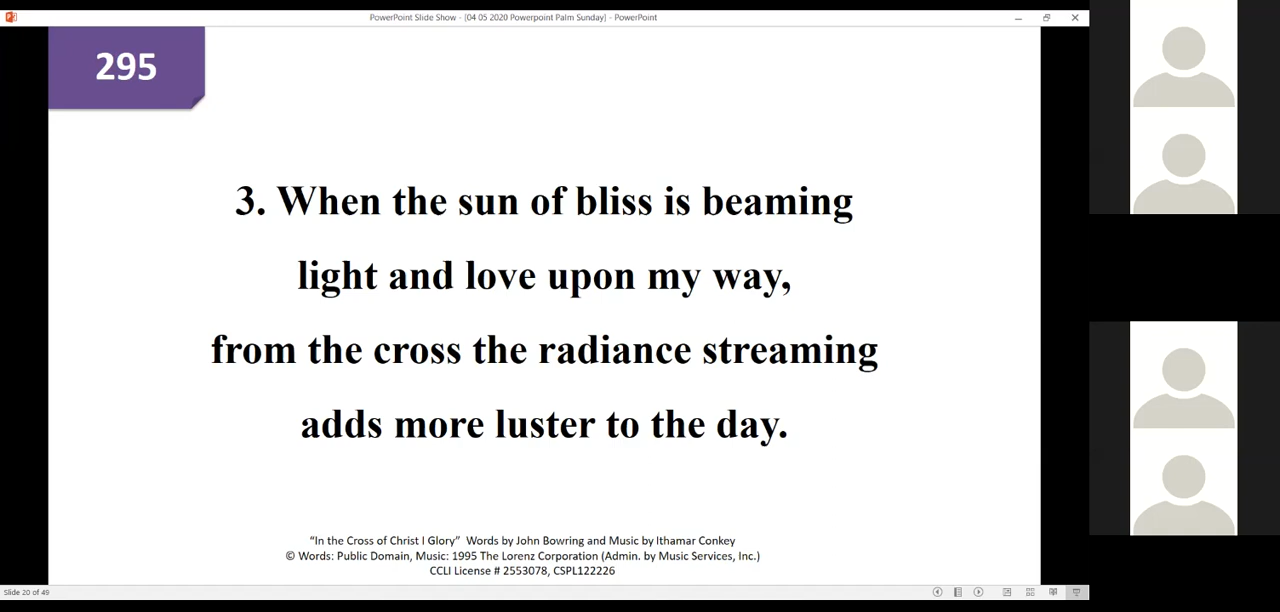 PowerPoint Slide Show - [04 05 2020 Powerpoint Palm Sunday] - PowerPoint
295
3. When the sun of bliss is beaming
light and love upon my way,
from the cross the radiance streaming
adds more luster to the day.
“In the Cross of Christ I Glory” Words by John Bowring and Music by Ithamar Conkey
© Words: Public Domain, Music: 1995 The Lorenz Corporation (Admin. by Music Services, Inc.)
CCLI License # 2553078, CSPL122226
Slide 20 of 49